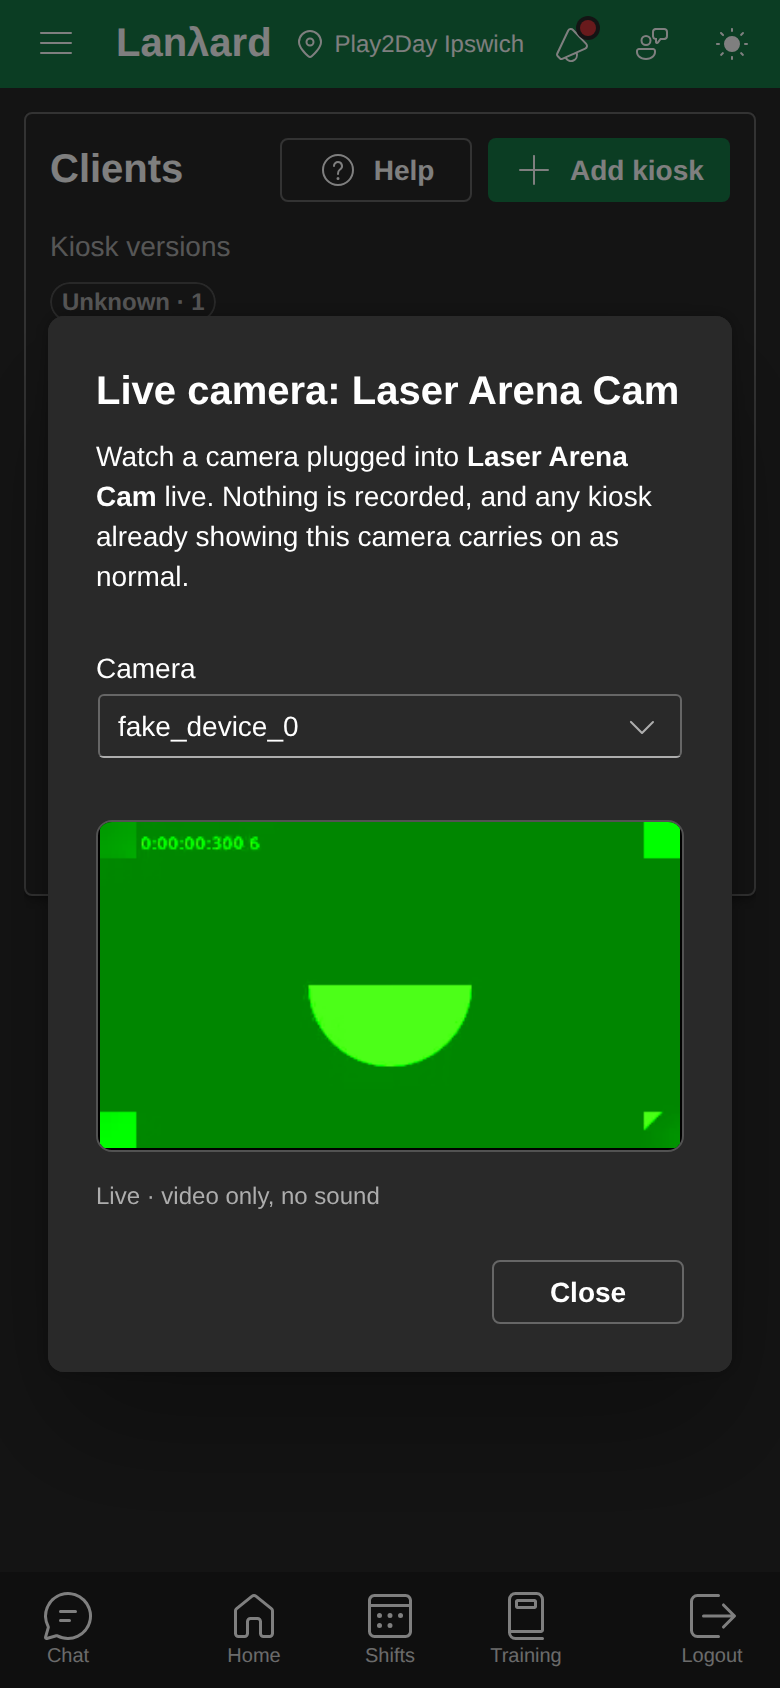 Lanλard
Play2Day Ipswich
Clients
Help
Add kiosk
Kiosk versions
Unknown · 1
Live camera: Laser Arena Cam
Watch a camera plugged into Laser Arena
Cam live. Nothing is recorded, and any kiosk
already showing this camera carries on as
normal.
Camera
fake_device_0
0:00:00:300 6
Live · video only, no sound
Close
Chat
Home
Shifts
Training
Logout